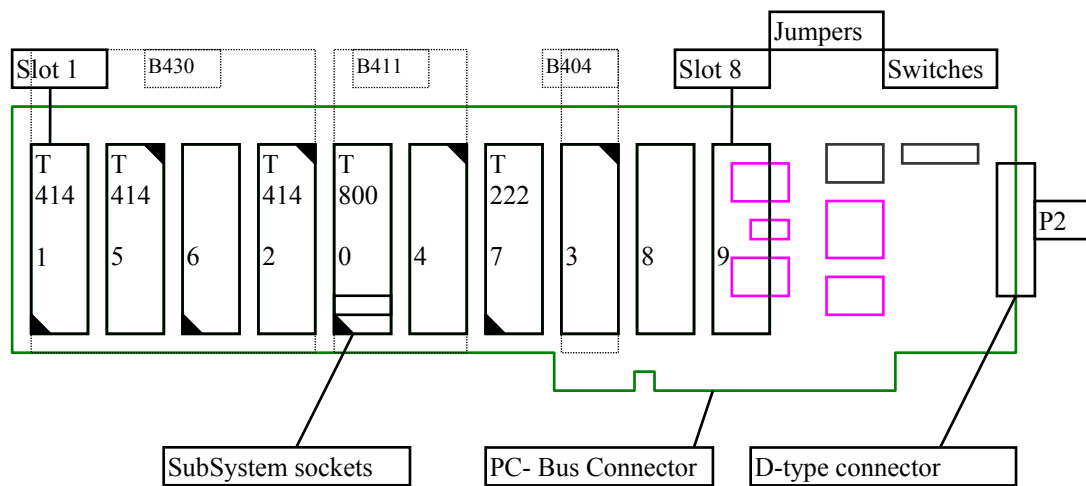 Jumpers
Slot 1
B430
B411
B404
Slot 8
Switches
T
414
1
T
414
5
6
T
414
2
T
800
0
4
T
222
7
3
8
9
P2
SubSystem sockets
PC- Bus Connector
D-type connector